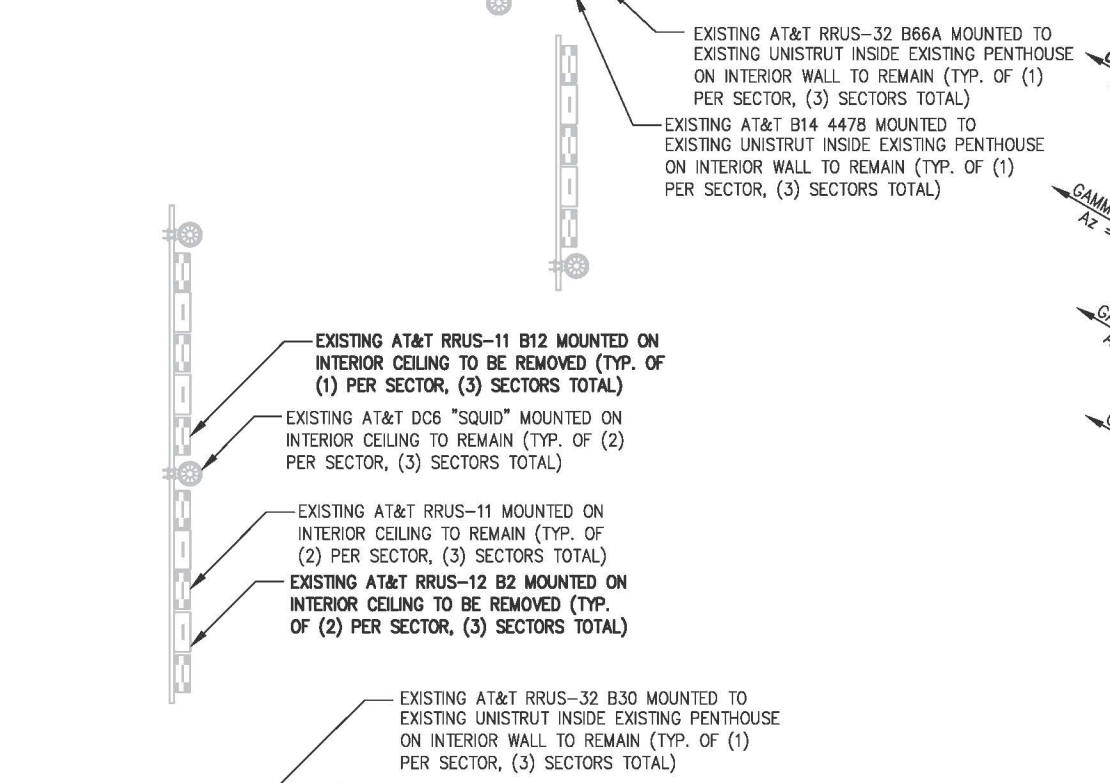 EXISTING AT&T RRUS-32 B66A MOUNTED TO
EXISTING UNISTRUT INSIDE EXISTING PENTHOUSE
ON INTERIOR WALL TO REMAIN (TYP. OF (1)
PER SECTOR, (3) SECTORS TOTAL)
EXISTING AT&T B14 4478 MOUNTED TO
EXISTING UNISTRUT INSIDE EXISTING PENTHOUSE
ON INTERIOR WALL TO REMAIN (TYP. OF (1)
PER SECTOR, (3) SECTORS TOTAL)
EXISTING AT&T RRUS-11 B12 MOUNTED ON
INTERIOR CEILING TO BE REMOVED (TYP. OF
(1) PER SECTOR, (3) SECTORS TOTAL)
EXISTING AT&T DC6 "SQUID" MOUNTED ON
INTERIOR CEILING TO REMAIN (TYP. OF (2)
PER SECTOR, (3) SECTORS TOTAL)
EXISTING AT&T RRUS-11 MOUNTED ON
INTERIOR CEILING TO REMAIN (TYP. OF
(2) PER SECTOR, (3) SECTORS TOTAL)
EXISTING AT&T RRUS-12 B2 MOUNTED ON
INTERIOR CEILING TO BE REMOVED (TYP.
OF (2) PER SECTOR, (3) SECTORS TOTAL)
EXISTING AT&T RRUS-32 B30 MOUNTED TO
EXISTING UNISTRUT INSIDE EXISTING PENTHOUSE
ON INTERIOR WALL TO REMAIN (TYP. OF (1)
PER SECTOR, (3) SECTORS TOTAL)
GAMM
Az =